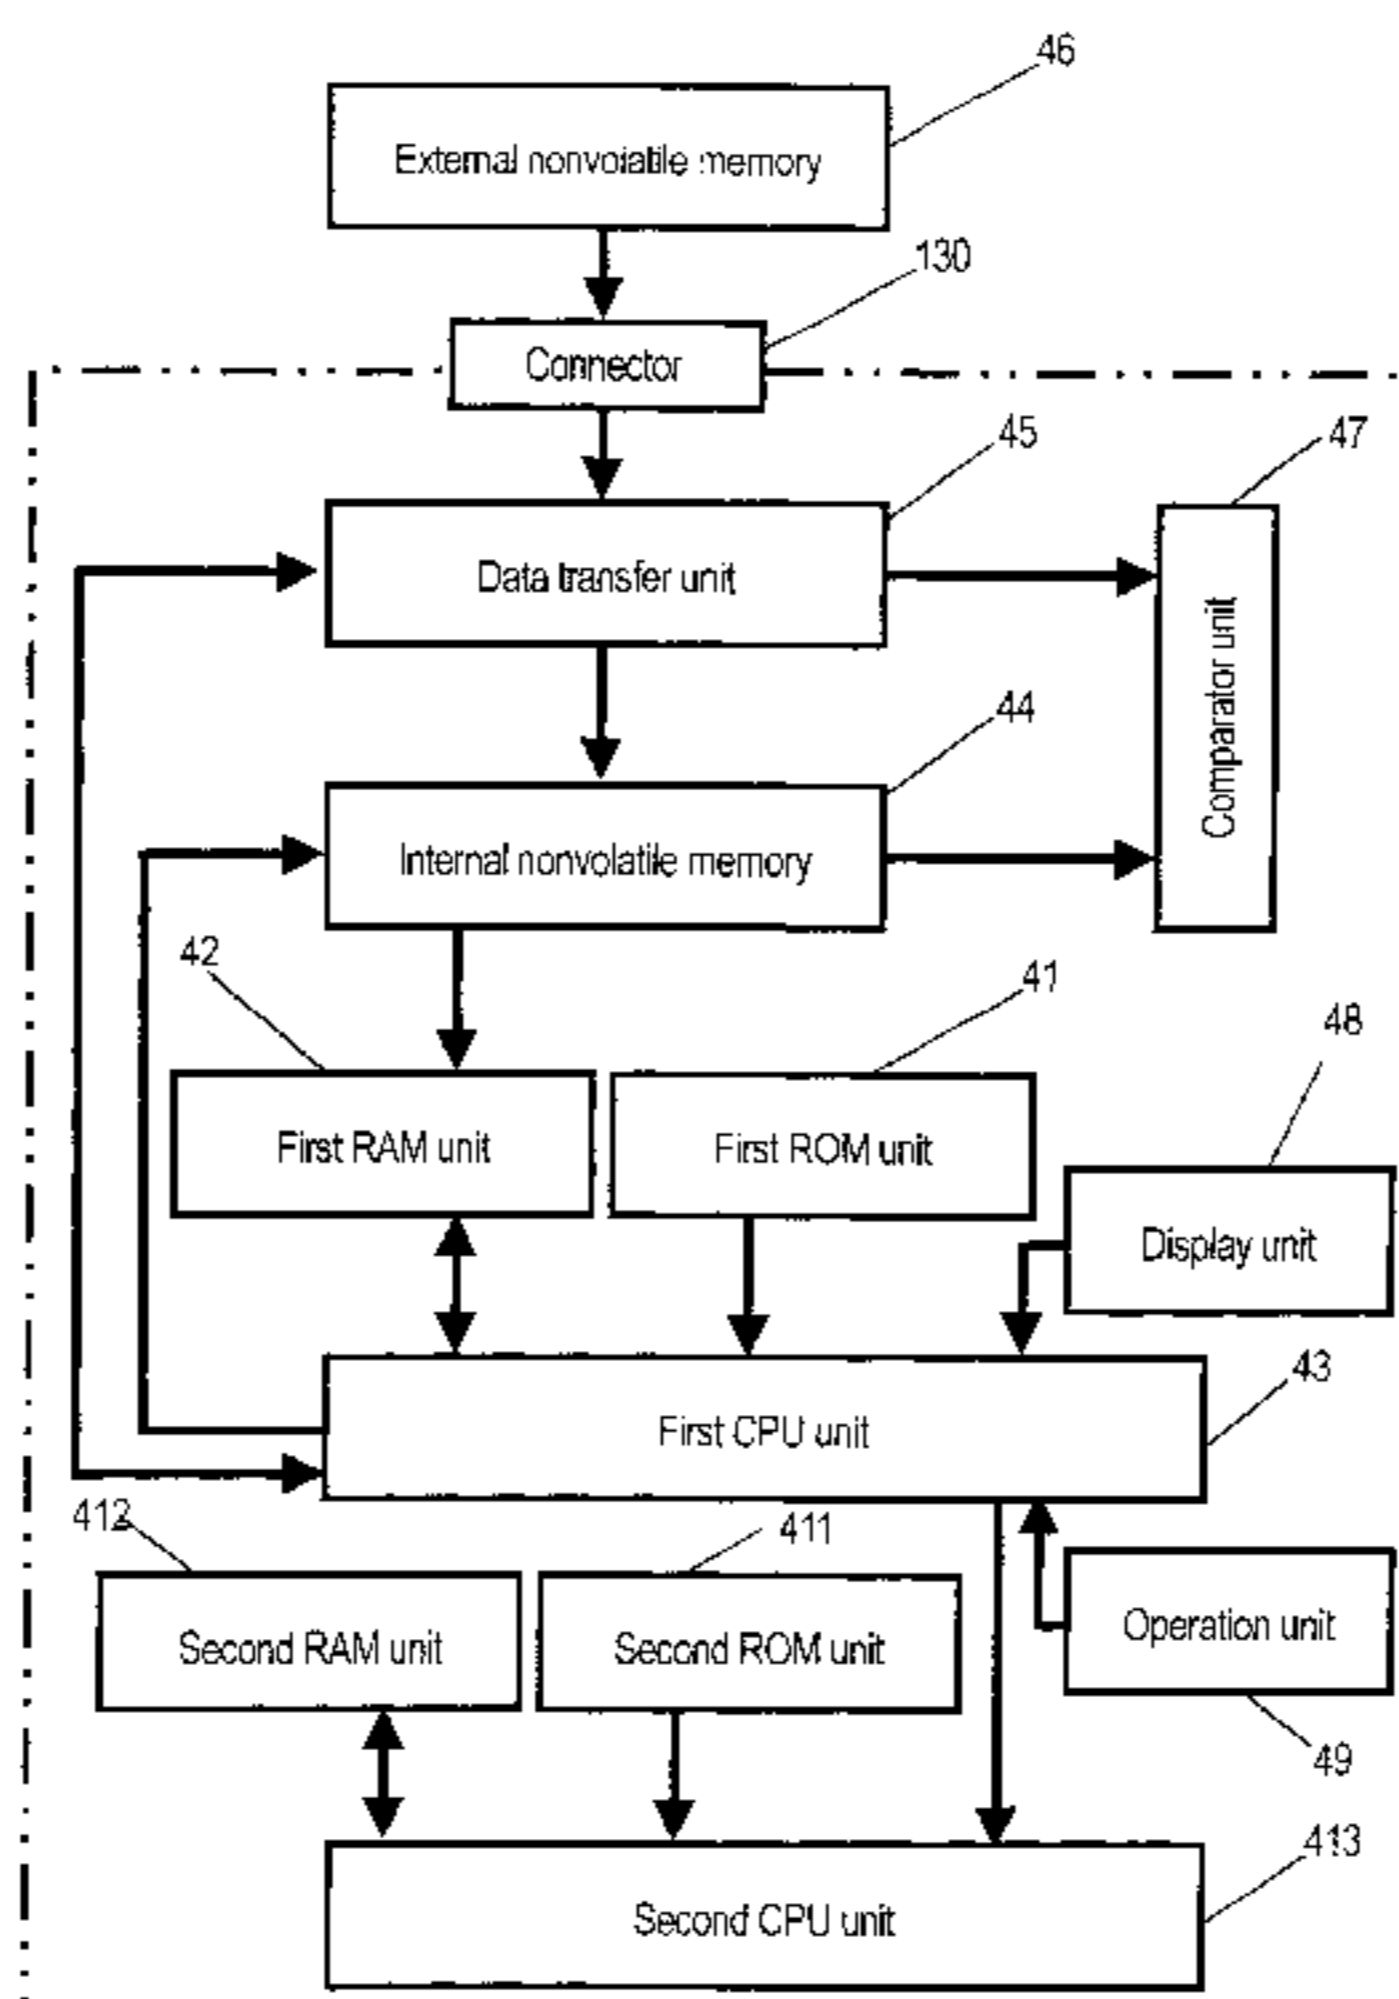 46
External nonvolatile memory
130
Connector
45
47
Data transfer unit
Comparator unit
44
Internal nonvolatile memory
42
41
48
First RAM unit
First ROM unit
Display unit
43
First CPU unit
412
411
Second RAM unit
Second ROM unit
Operation unit
49
413
Second CPU unit